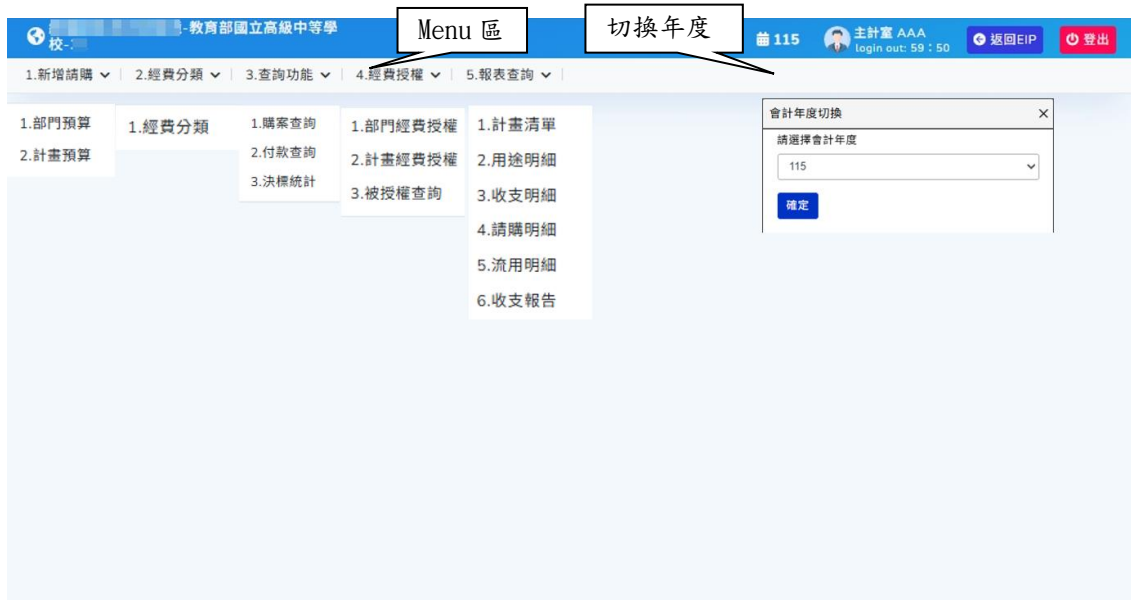 -教育部國立高級中等學
校-
Menu 區
切換年度
115
主計室 AAA
login out: 59：50
返回EIP
登出
1.新增請購
2.經費分類
3.查詢功能
4.經費授權
5.報表查詢
1.部門預算
2.計畫預算
1.經費分類
1.購案查詢
2.付款查詢
3.決標統計
1.部門經費授權
2.計畫經費授權
3.被授權查詢
1.計畫清單
2.用途明細
3.收支明細
4.請購明細
5.流用明細
6.收支報告
會計年度切換
請選擇會計年度
115
確定